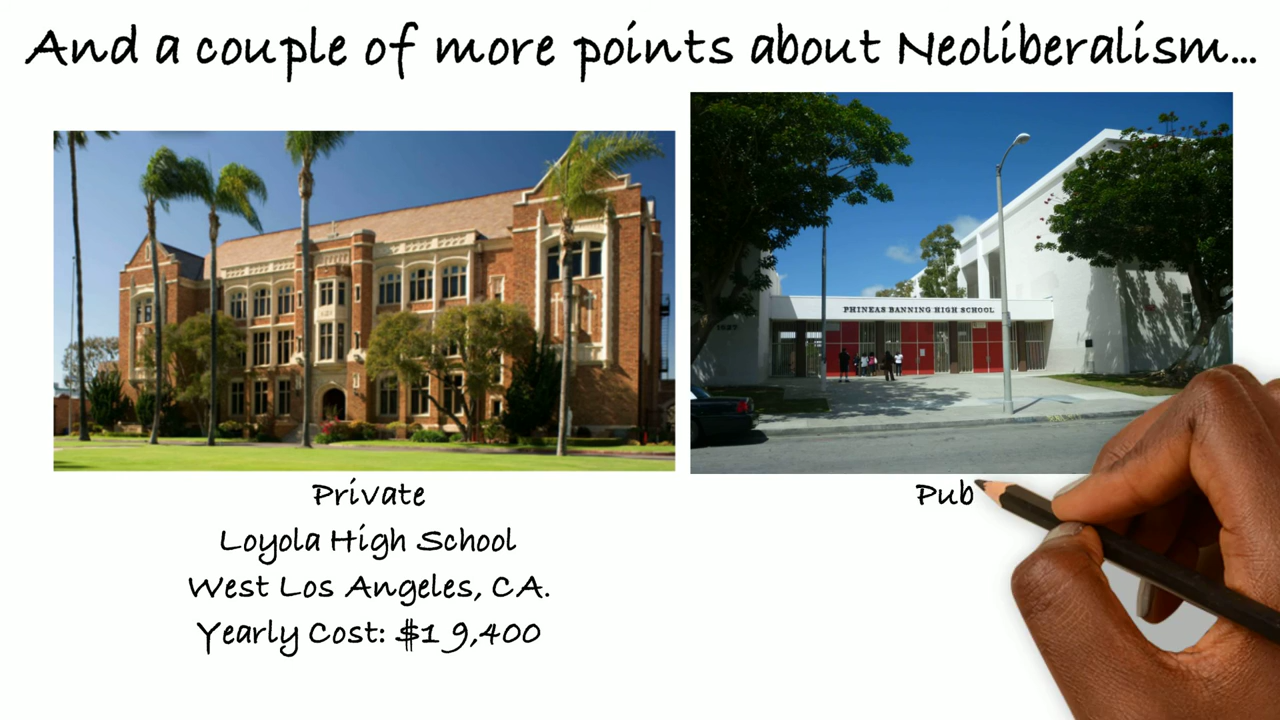 And a couple of more points about Neoliberalism...
PHINEAS BANNING HIGH SCHOOL
Private
Loyola High School
West Los Angeles, CA.
Yearly Cost: $19,400
Pub